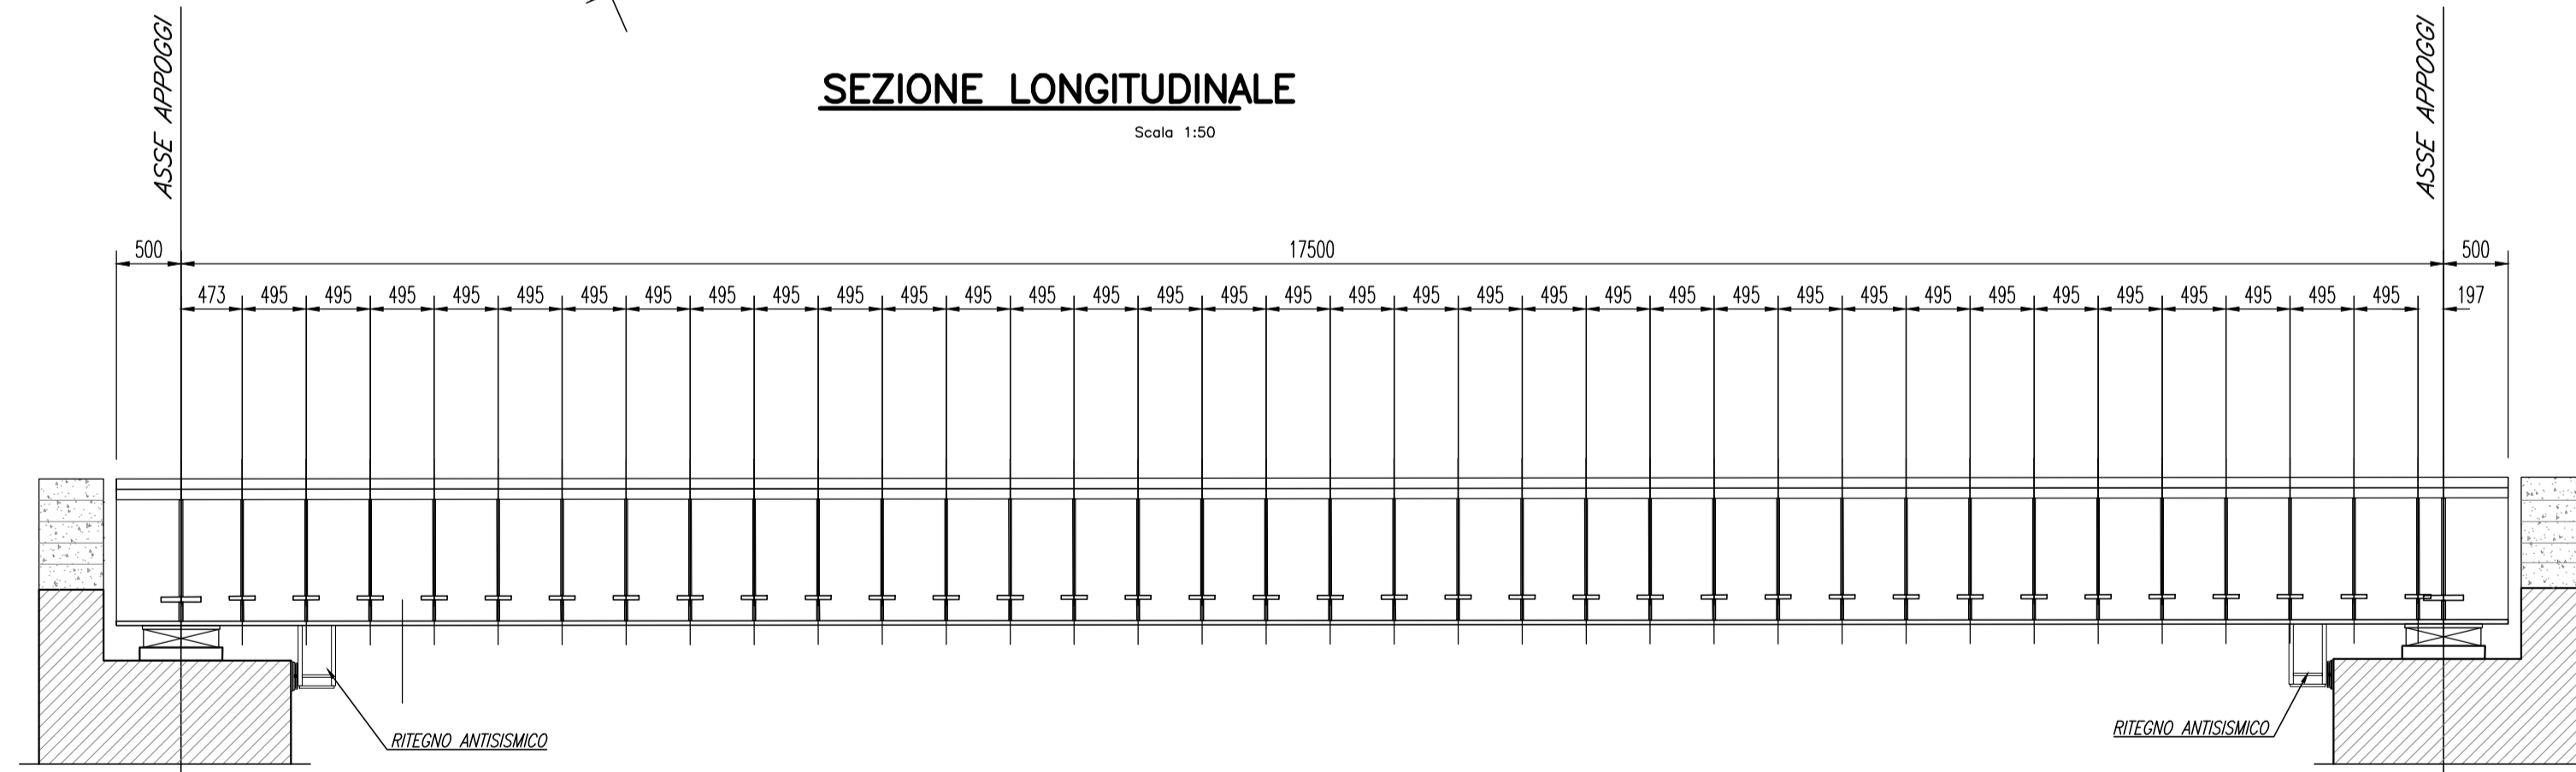 ASSE APPOGGI
ASSE APPOGGI
SEZIONE LONGITUDINALE
Scala 1:50
500 17500 500
473 495 495 495 495 495 495 495 495 495 495 495 495 495 495 495 495 495 495 495 495 495 495 495 495 495 495 495 495 495 495 495 495 495 495 197
RITEGNO ANTISISMICO
RITEGNO ANTISISMICO